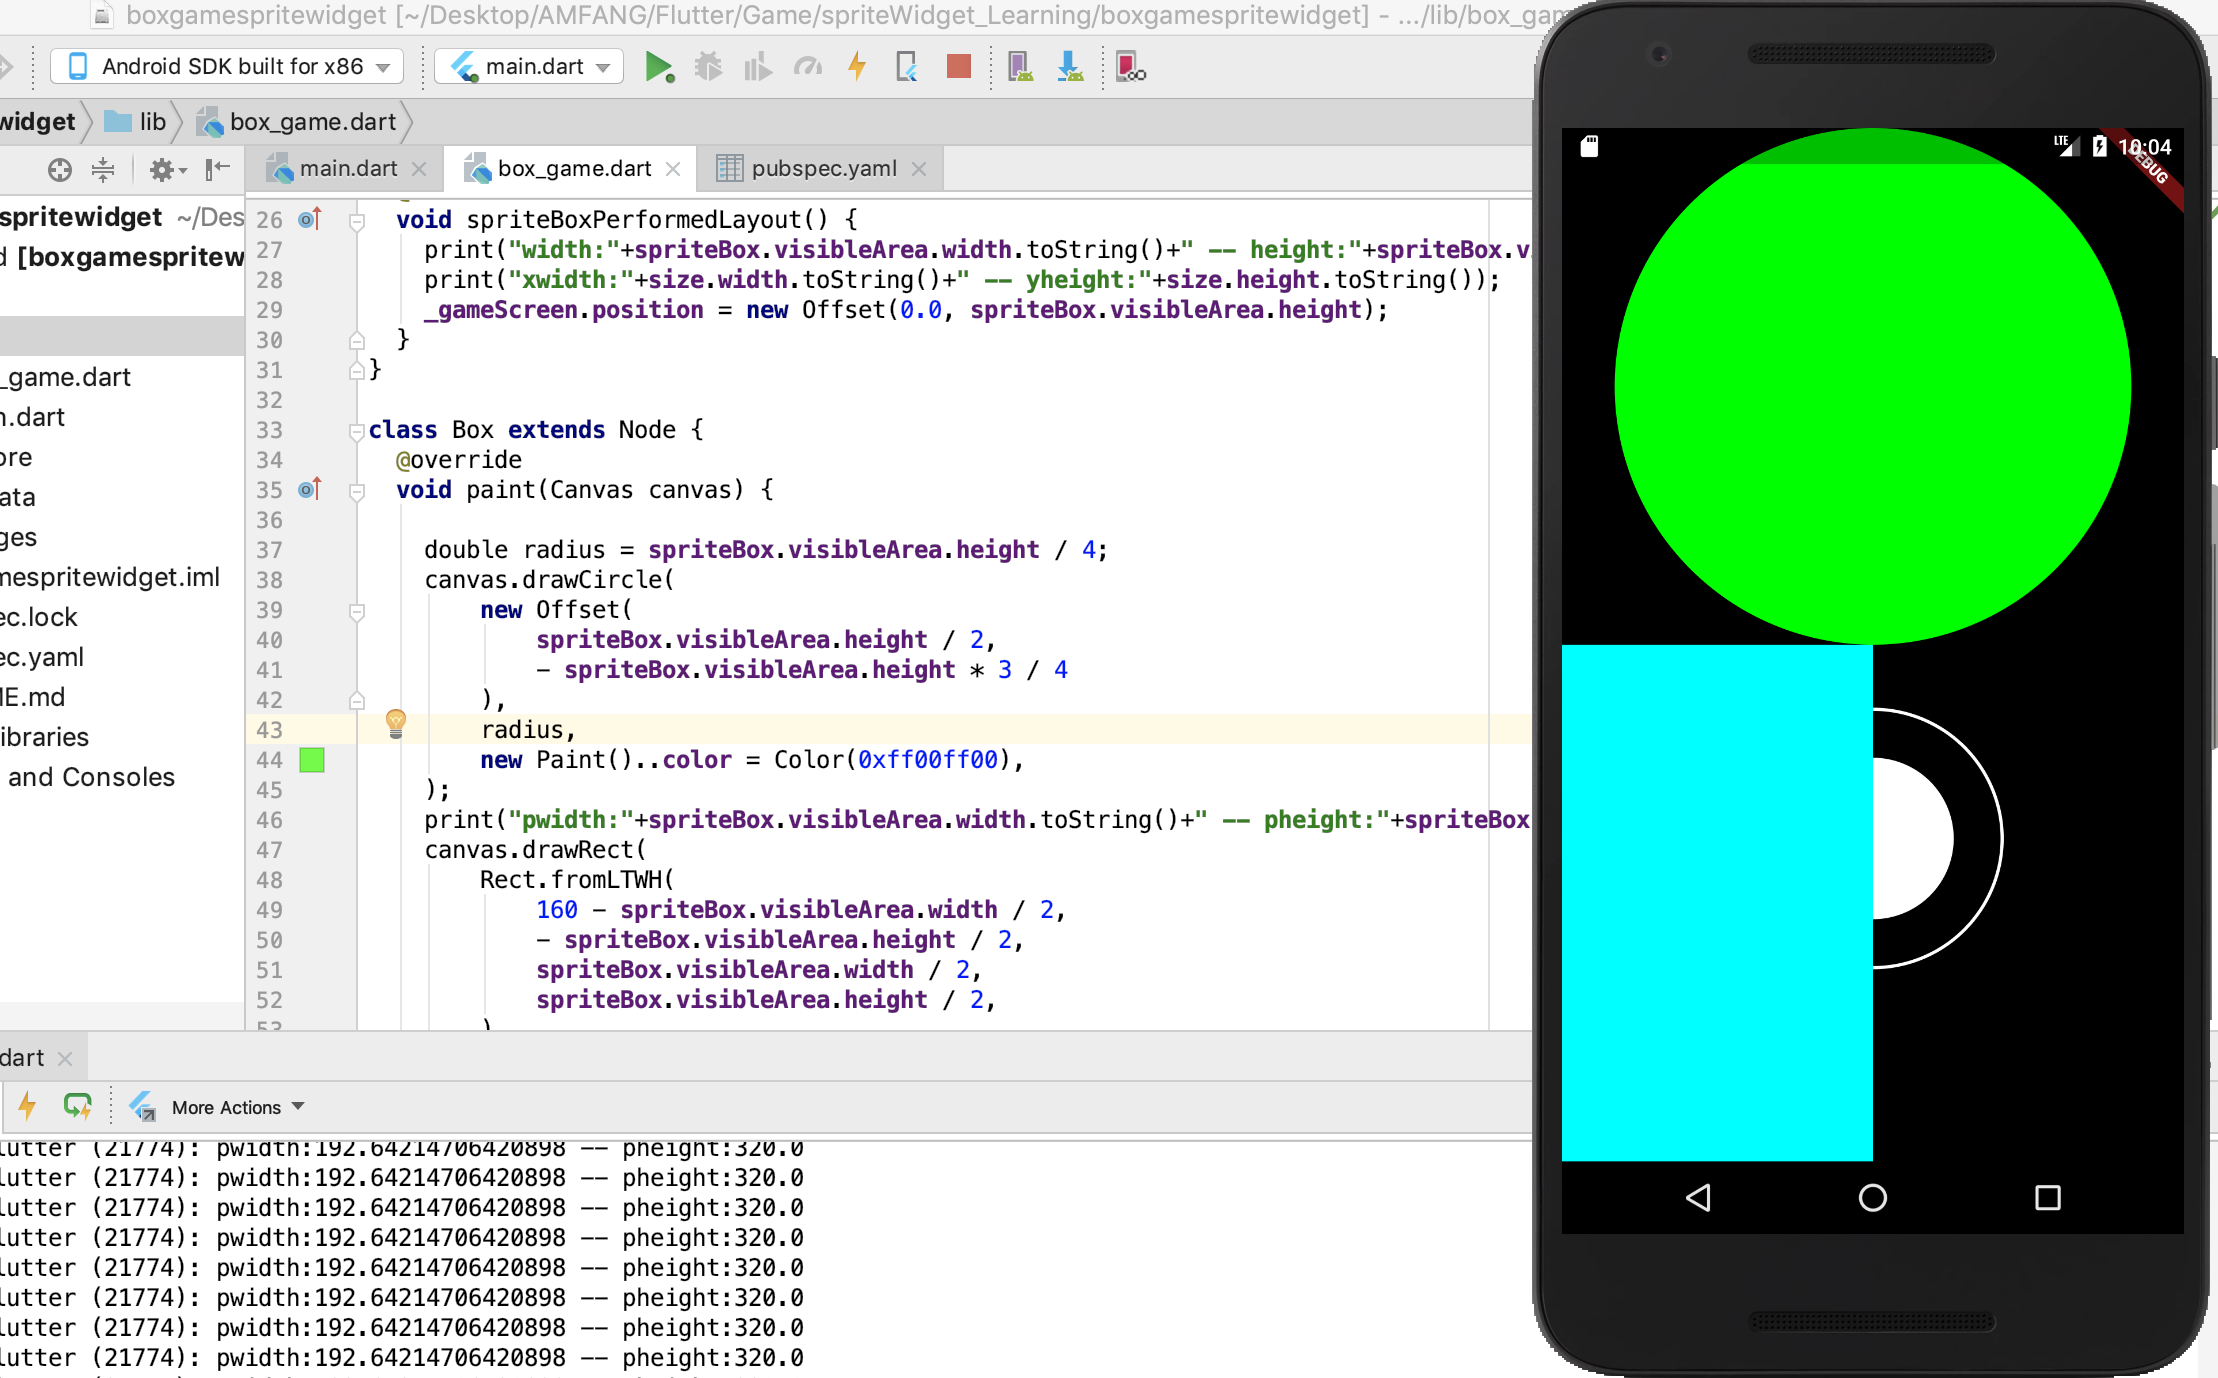 boxgamespritewidget [~/Desktop/AMFANG/Flutter/Game/spriteWidget_Learning/boxgamespritewidget] - .../lib/box_gam
Android SDK built for x86
main.dart
widget
lib
box_game.dart
main.dart
box_game.dart
pubspec.yaml
spritewidget ~/Des
d [boxgamespritew
_game.dart
n.dart
ore
ata
ges
mespritewidget.iml
ec.lock
ec.yaml
ME.md
ibraries
and Consoles
26 void spriteBoxPerformedLayout() {
27 print("width:"+spriteBox.visibleArea.width.toString()+" -- height:"+spriteBox.v
28 print("xwidth:"+size.width.toString()+" -- yheight:"+size.height.toString());
29 _gameScreen.position = new Offset(0.0, spriteBox.visibleArea.height);
30 }
31 }
32
33 class Box extends Node {
34 @override
35 void paint(Canvas canvas) {
36
37 double radius = spriteBox.visibleArea.height / 4;
38 canvas.drawCircle(
39 new Offset(
40 spriteBox.visibleArea.height / 2,
41 - spriteBox.visibleArea.height * 3 / 4
42 ),
43 radius,
44 new Paint()..color = Color(0xff00ff00),
45 );
46 print("pwidth:"+spriteBox.visibleArea.width.toString()+" -- pheight:"+spriteBox
47 canvas.drawRect(
48 Rect.fromLTWH(
49 160 - spriteBox.visibleArea.width / 2,
50 - spriteBox.visibleArea.height / 2,
51 spriteBox.visibleArea.width / 2,
52 spriteBox.visibleArea.height / 2,
53 )
dart
More Actions
lutter (21774): pwidth:192.64214706420898 -- pheight:320.0
lutter (21774): pwidth:192.64214706420898 -- pheight:320.0
lutter (21774): pwidth:192.64214706420898 -- pheight:320.0
lutter (21774): pwidth:192.64214706420898 -- pheight:320.0
lutter (21774): pwidth:192.64214706420898 -- pheight:320.0
lutter (21774): pwidth:192.64214706420898 -- pheight:320.0
lutter (21774): pwidth:192.64214706420898 -- pheight:320.0
lutter (21774): pwidth:192.64214706420898 -- pheight:320.0
LTE
10:04
DEBUG